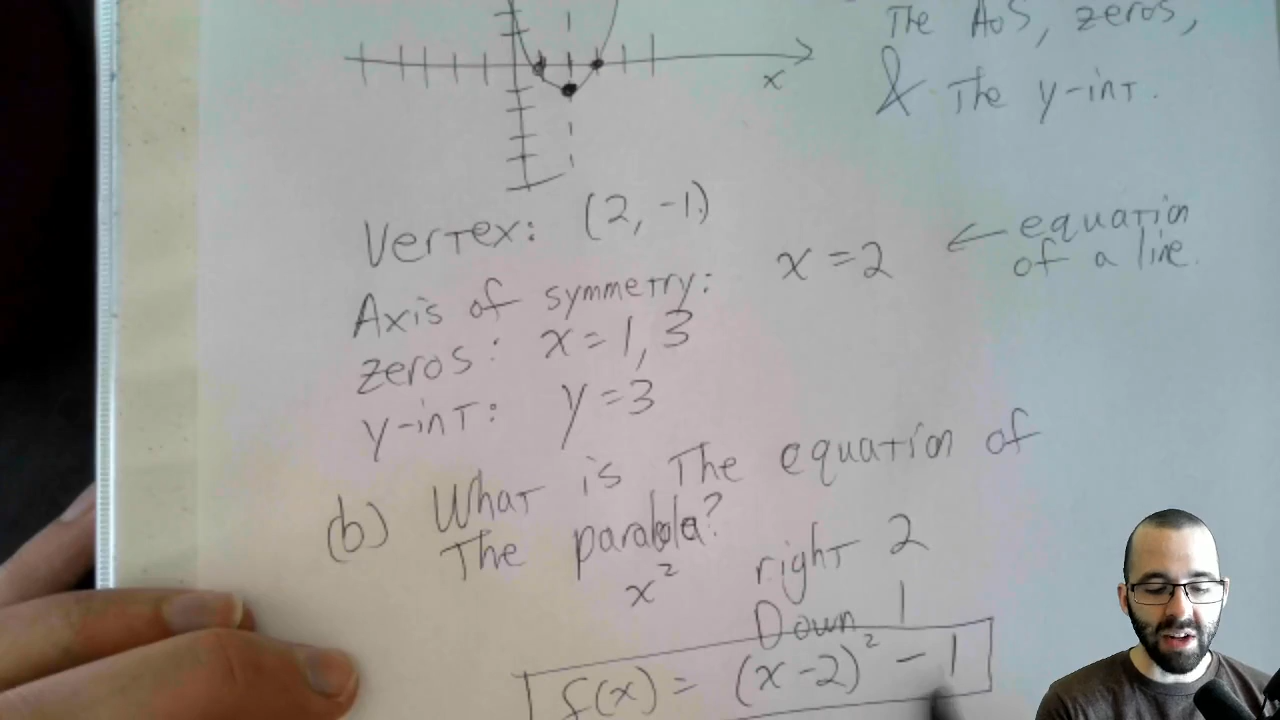 The AoS, zeros,
& The y-int.
x
Vertex: (2, -1)
Axis of symmetry: x = 2 ← equation of a line.
zeros: x = 1, 3
y-int: y = 3
(b) What is The equation of
The parabola?
x² right 2
Down 1
f(x) = (x-2)² - 1